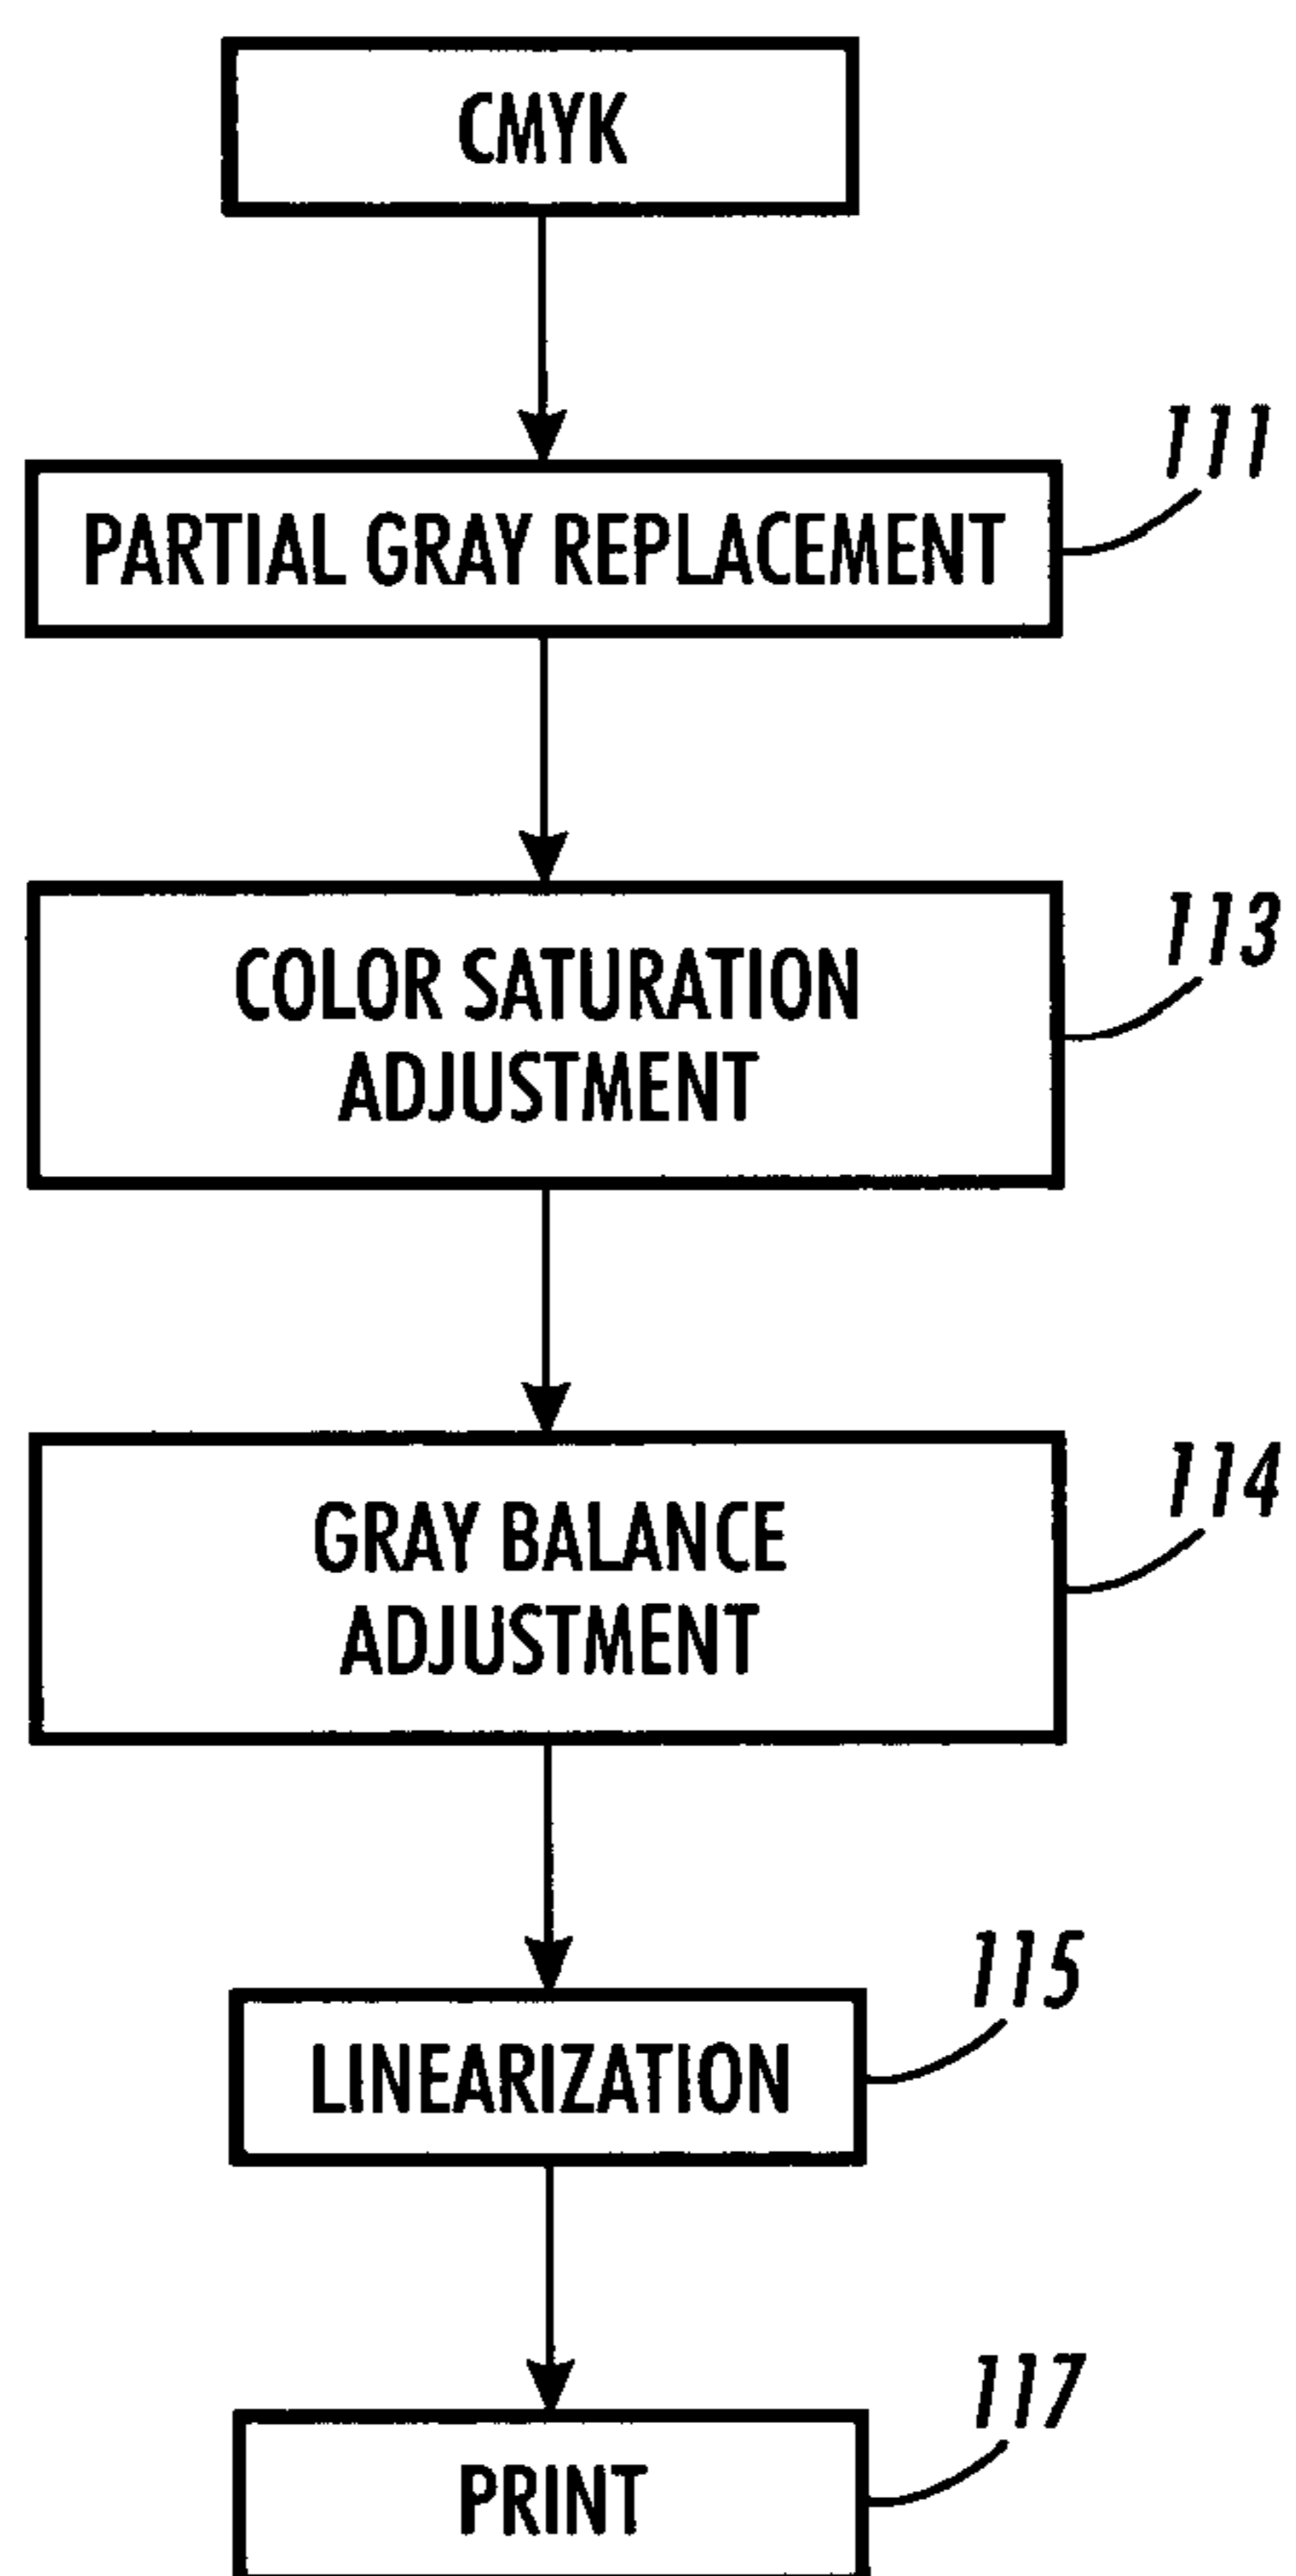 CMYK
111
PARTIAL GRAY REPLACEMENT
113
COLOR SATURATION
ADJUSTMENT
114
GRAY BALANCE
ADJUSTMENT
115
LINEARIZATION
117
PRINT